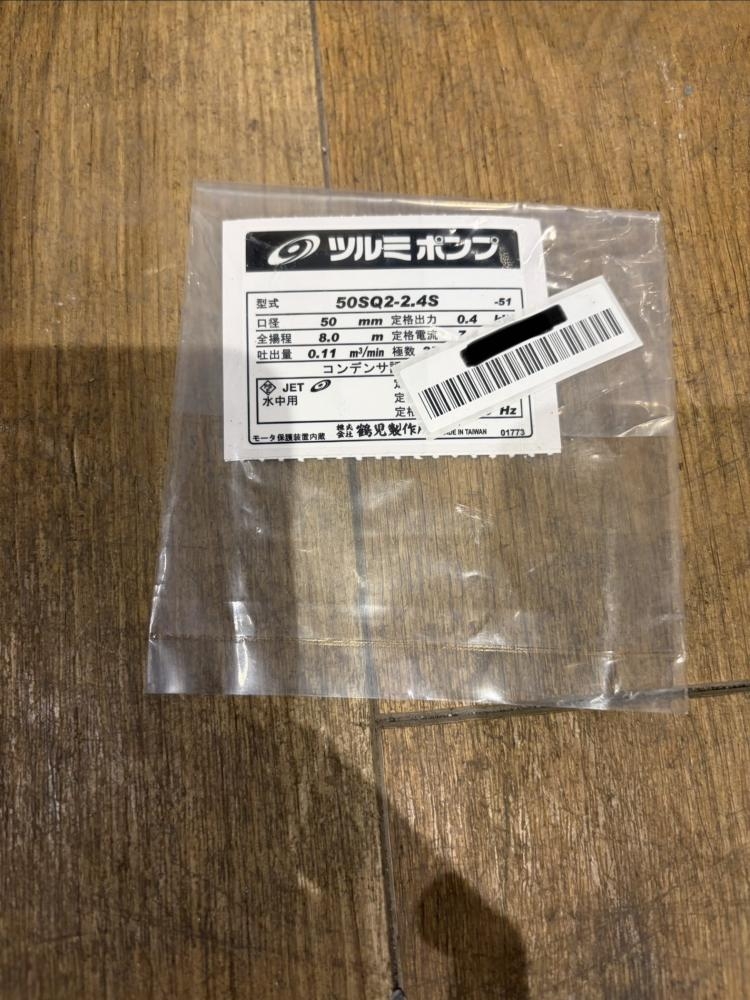 ツルミポンプ
型式 50SQ2-2.4S -51
口径 50 mm 定格出力 0.4
全揚程 8.0 m 定格電流
吐出量 0.11 m³/min 極数
コンデンサ
JET
水中用
Hz
モータ保護装置内蔵 株式会社 鶴見製作 MADE IN TAIWAN 01773